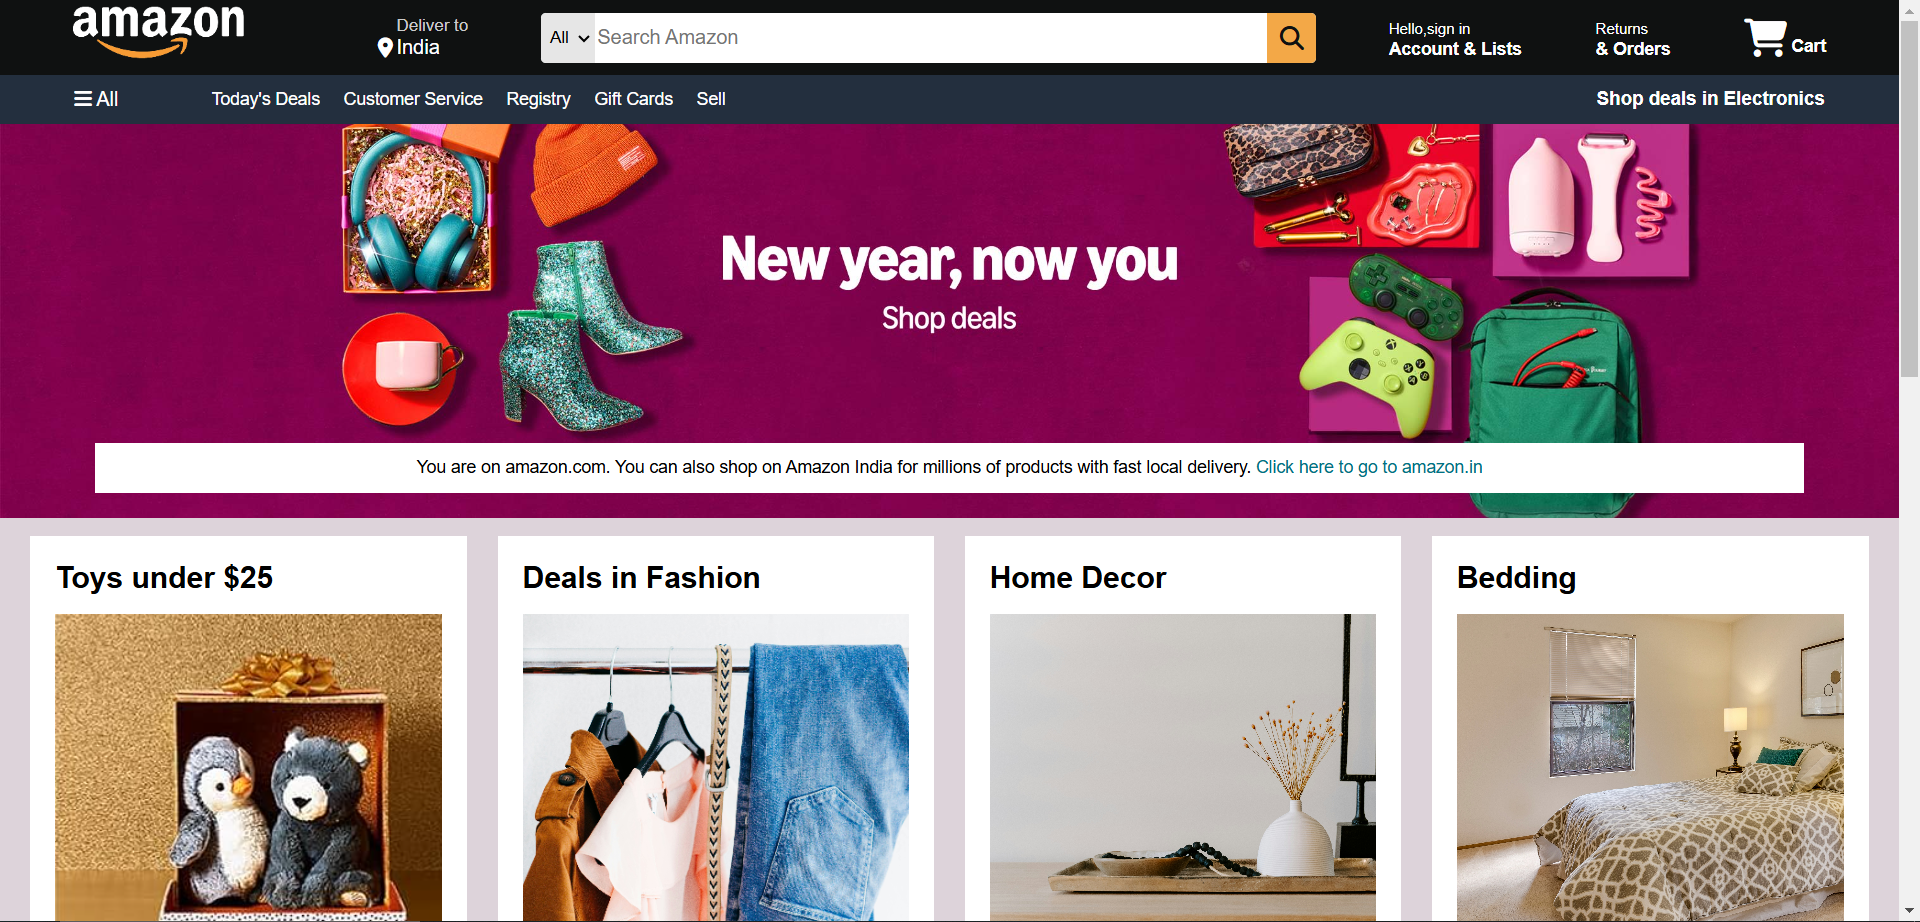 amazon
Deliver to
India
All
Search Amazon
Hello,sign in
Account & Lists
Returns
& Orders
Cart
All
Today's Deals
Customer Service
Registry
Gift Cards
Sell
Shop deals in Electronics
New year, now you
Shop deals
You are on amazon.com. You can also shop on Amazon India for millions of products with fast local delivery. Click here to go to amazon.in
Toys under $25
Deals in Fashion
Home Decor
Bedding